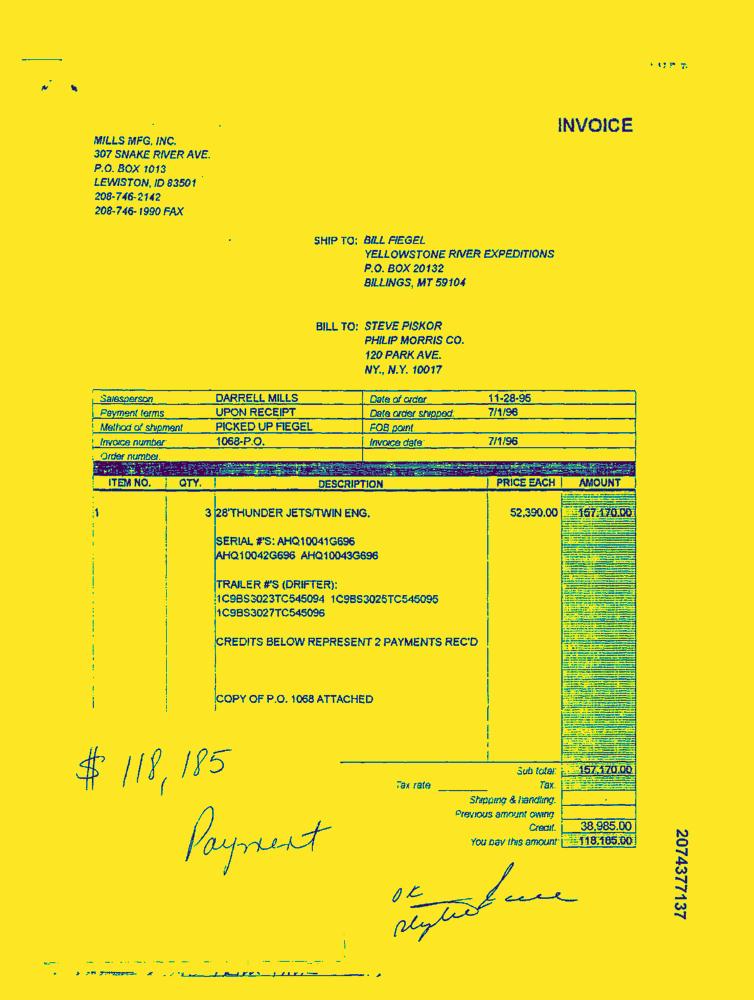 INVOICE
MILLS MFG, INC.
307 SNAKE RIVER AVE.
P.O. BOX 1013
LEWISTON, ID 83501
208-746-2142
208-746-1990 FAX
SHIP TO: BILL FIEGEL
YELLOWSTONE RIVER EXPEDITIONS
P.O. BOX 20132
BILLINGS, MT 59104
BILL TO: STEVE PISKOR
PHILIP MORRIS CO.
120 PARK AVE.
NY., N.Y. 10017
Salesperson DARRELL MILLS Date of order 11-28-95
Payment terms UPON RECEIPT Date order shipped. 7/1/96
Method of shipment PICKED UP FIEGEL FOB point
Invoice number 1068-P.O. Invoice date 7/1/96
Order number.
ITEM NO. QTY. DESCRIPTION PRICE EACH AMOUNT
1 3 28'THUNDER JETS/TWIN ENG. 52,390.00 157,170.00
SERIAL #'S: AHQ10041G696
AHQ10042G696 AHQ10043G696
TRAILER #'S (DRIFTER):
1C9BS3023TC545094 1C9BS3025TC545095
1C9BS3027TC545096
CREDITS BELOW REPRESENT 2 PAYMENTS REC'D
COPY OF P.O. 1068 ATTACHED
$ 118,185
Payment
Sub total: 157,170.00
Tax rate Tax.
Shipping & handling.
Previous amount owing
Credit. 38,985.00
You pay this amount 118,185.00
OK
2074377137